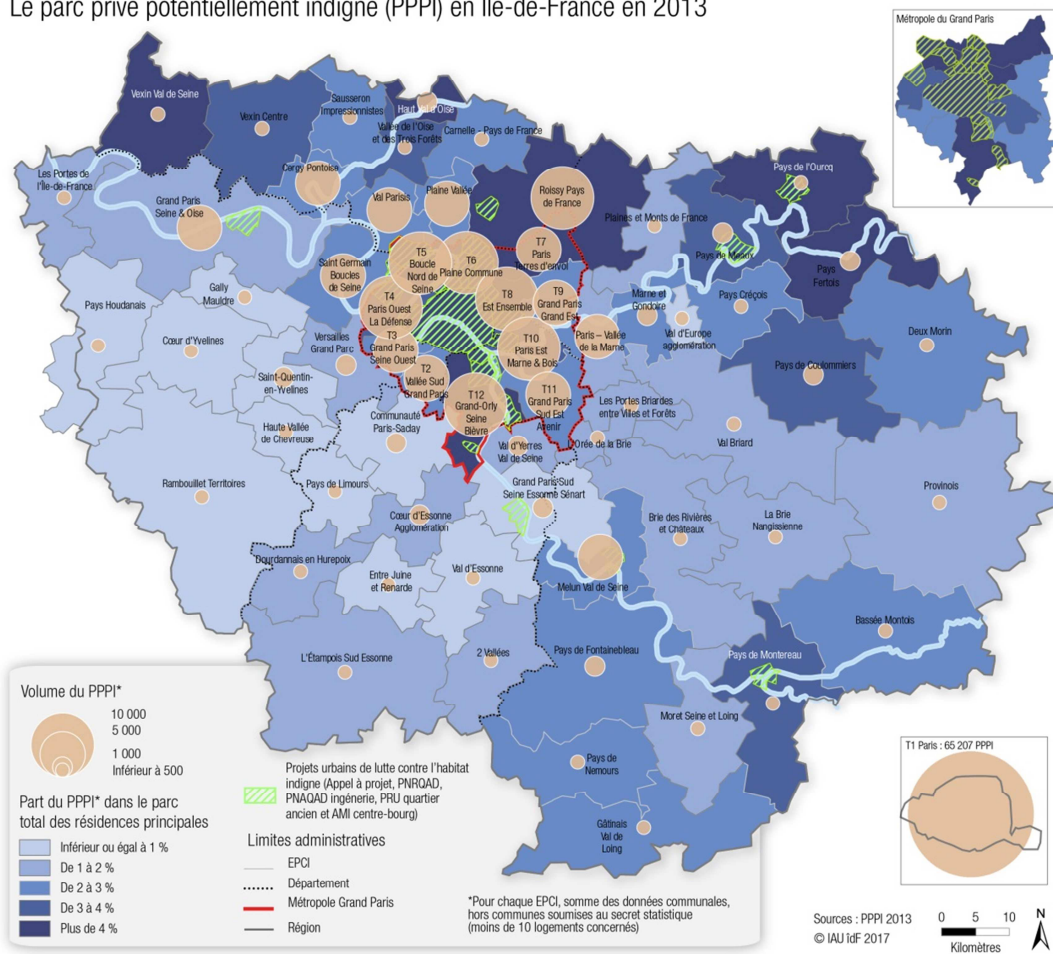 Le parc privé potentiellement indigne (PPPI) en Île-de-France en 2013
Métropole du Grand Paris
Vexin Val de Seine
Vexin Centre
Sausseron
Impressionnistes
Haut Val d'Oise
Vallée de l'Oise
et des Trois Forêts
Carnelle - Pays de France
Les Portes de
l'Île-de-France
Cergy Pontoise
Grand Paris
Seine & Oise
Val Parisis
Plaine Vallée
Roissy Pays
de France
Pays de l'Ourcq
Plaines et Monts de France
Pays de Meaux
Pays
Fertois
T7
Paris
Terres d'envol
T5
Boucle
Nord de
Seine
T6
Plaine Commune
Saint Germain
Boucles
de Seine
T4
Paris Ouest
La Défense
T8
Est Ensemble
T9
Grand Paris
Grand Est
Marne et
Gondoire
Pays Créçois
Val d'Europe
agglomération
Deux Morin
Gally
Mauldre
Pays Houdanais
Cœur d'Yvelines
Versailles
Grand Parc
T3
Grand Paris
Seine Ouest
T10
Paris Est
Marne & Bois
Paris – Vallée
de la Marne
Pays de Coulommiers
Saint-Quentin-
en-Yvelines
T2
Vallée Sud
Grand Paris
T12
Grand-Orly
Seine
Bièvre
T11
Grand Paris
Sud Est
Avenir
Les Portes Briardes
entre Villes et Forêts
Haute Vallée
de Chevreuse
Communauté
Paris-Saclay
Val d'Yerres
Val de Seine
L'Orée de la Brie
Val Briard
Rambouillet Territoires
Pays de Limours
Grand Paris Sud
Seine Essonne Sénart
Provinois
Cœur d'Essonne
Agglomération
Brie des Rivières
et Châteaux
La Brie
Nangissienne
Dourdannais en Hurepoix
Entre Juine
et Renarde
Val d'Essonne
Melun Val de Seine
Bassée Montois
L'Étampois Sud Essonne
2 Vallées
Pays de Fontainebleau
Pays de Montereau
Moret Seine et Loing
Pays de
Nemours
Gâtinais
Val de
Loing
Volume du PPPI*
10 000
5 000
1 000
Inférieur à 500
Part du PPPI* dans le parc
total des résidences principales
Inférieur ou égal à 1 %
De 1 à 2 %
De 2 à 3 %
De 3 à 4 %
Plus de 4 %
Projets urbains de lutte contre l'habitat
indigne (Appel à projet, PNRQAD,
PNAQAD ingénerie, PRU quartier
ancien et AMI centre-bourg)
Limites administratives
EPCI
Département
Métropole Grand Paris
Région
*Pour chaque EPCI, somme des données communales,
hors communes soumises au secret statistique
(moins de 10 logements concernés)
T1 Paris : 65 207 PPPI
Sources : PPPI 2013
© IAU îdF 2017
0 5 10
Kilomètres
N